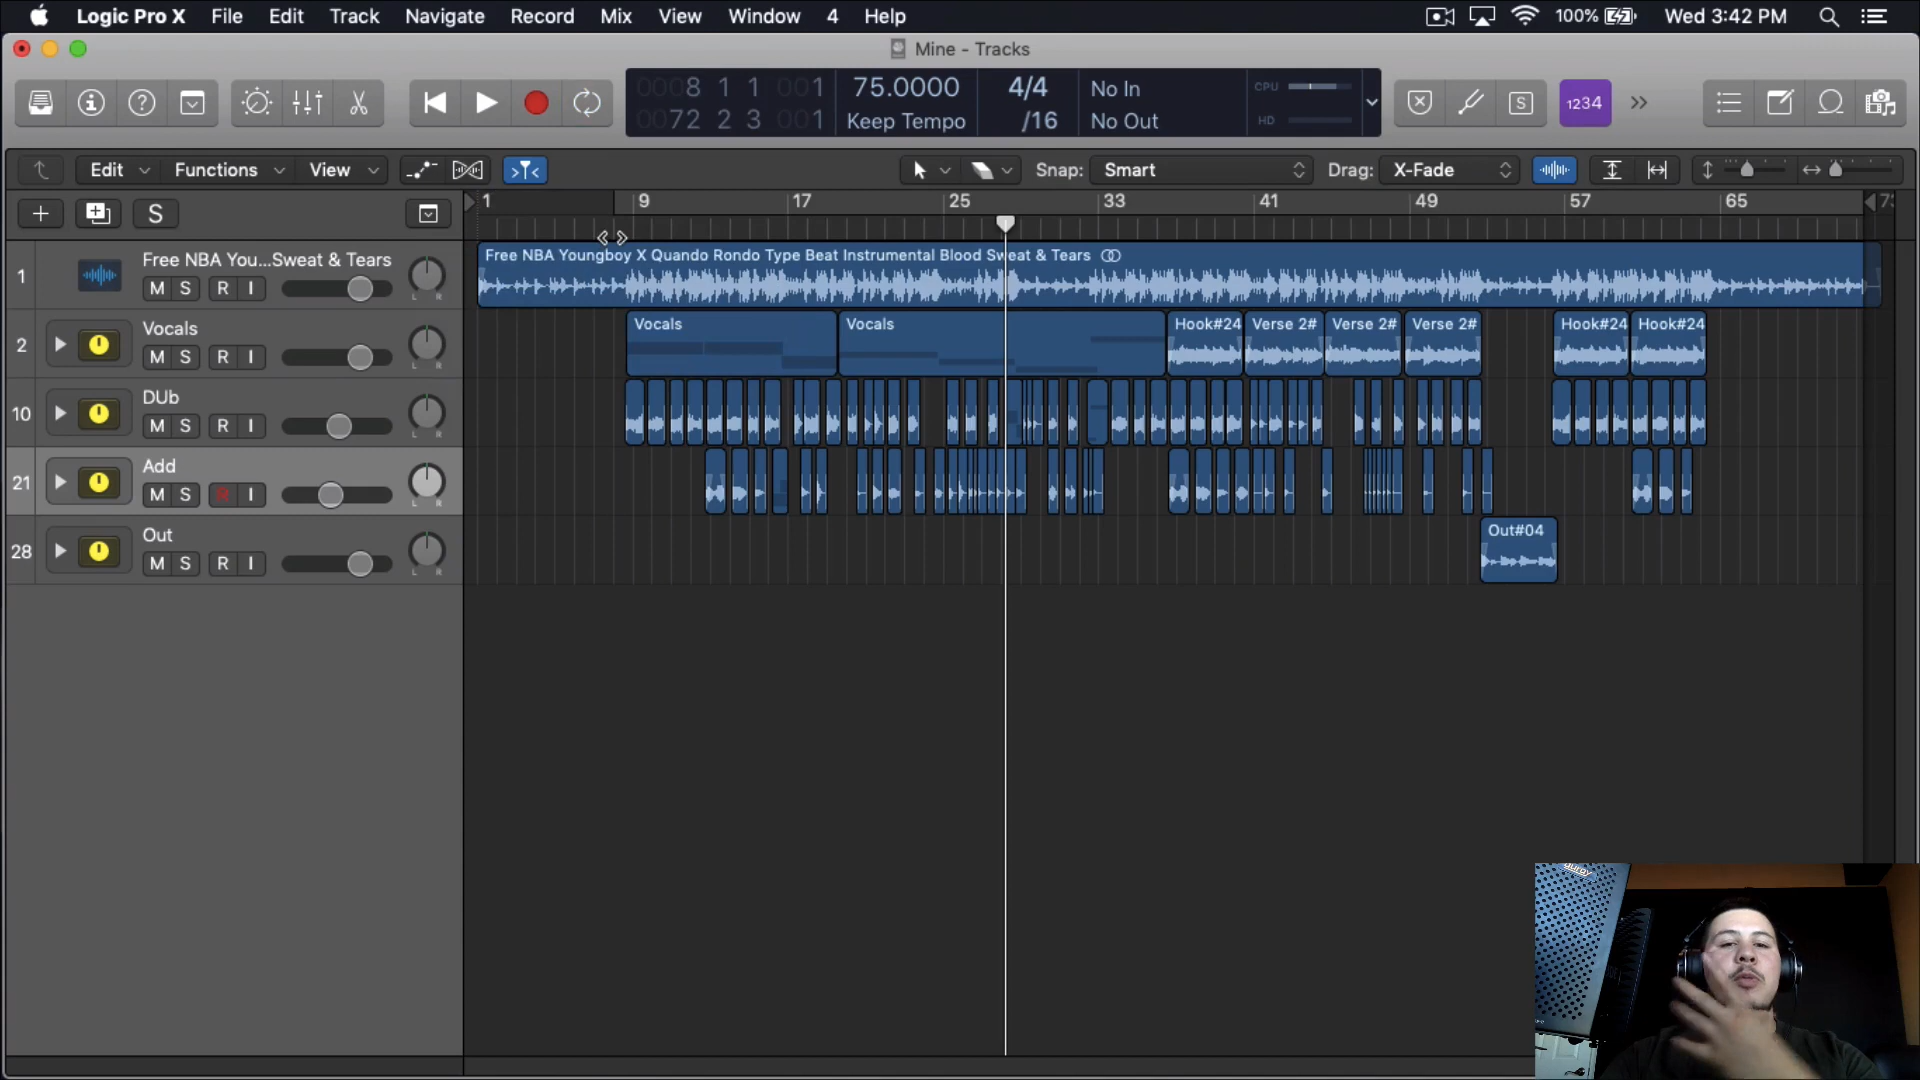 Logic Pro X File Edit Track Navigate Record Mix View Window 4 Help 100% Wed 3:42 PM
Mine - Tracks
0008 1 1 001 75.0000 4/4 No In CPU
0072 2 3 001 Keep Tempo /16 No Out HD
S 1234
Edit Functions View Snap: Smart Drag: X-Fade
S 1 9 17 25 33 41 49 57 65 73
1 Free NBA You...Sweat & Tears
M S R I L R
Free NBA Youngboy X Quando Rondo Type Beat Instrumental Blood Sweat & Tears
2 Vocals
M S R I L R
Vocals Vocals Hook#24 Verse 2# Verse 2# Verse 2# Hook#24 Hook#24
10 DUb
M S R I L R
21 Add
M S R I L R
28 Out
M S R I L R
Out#04
auray